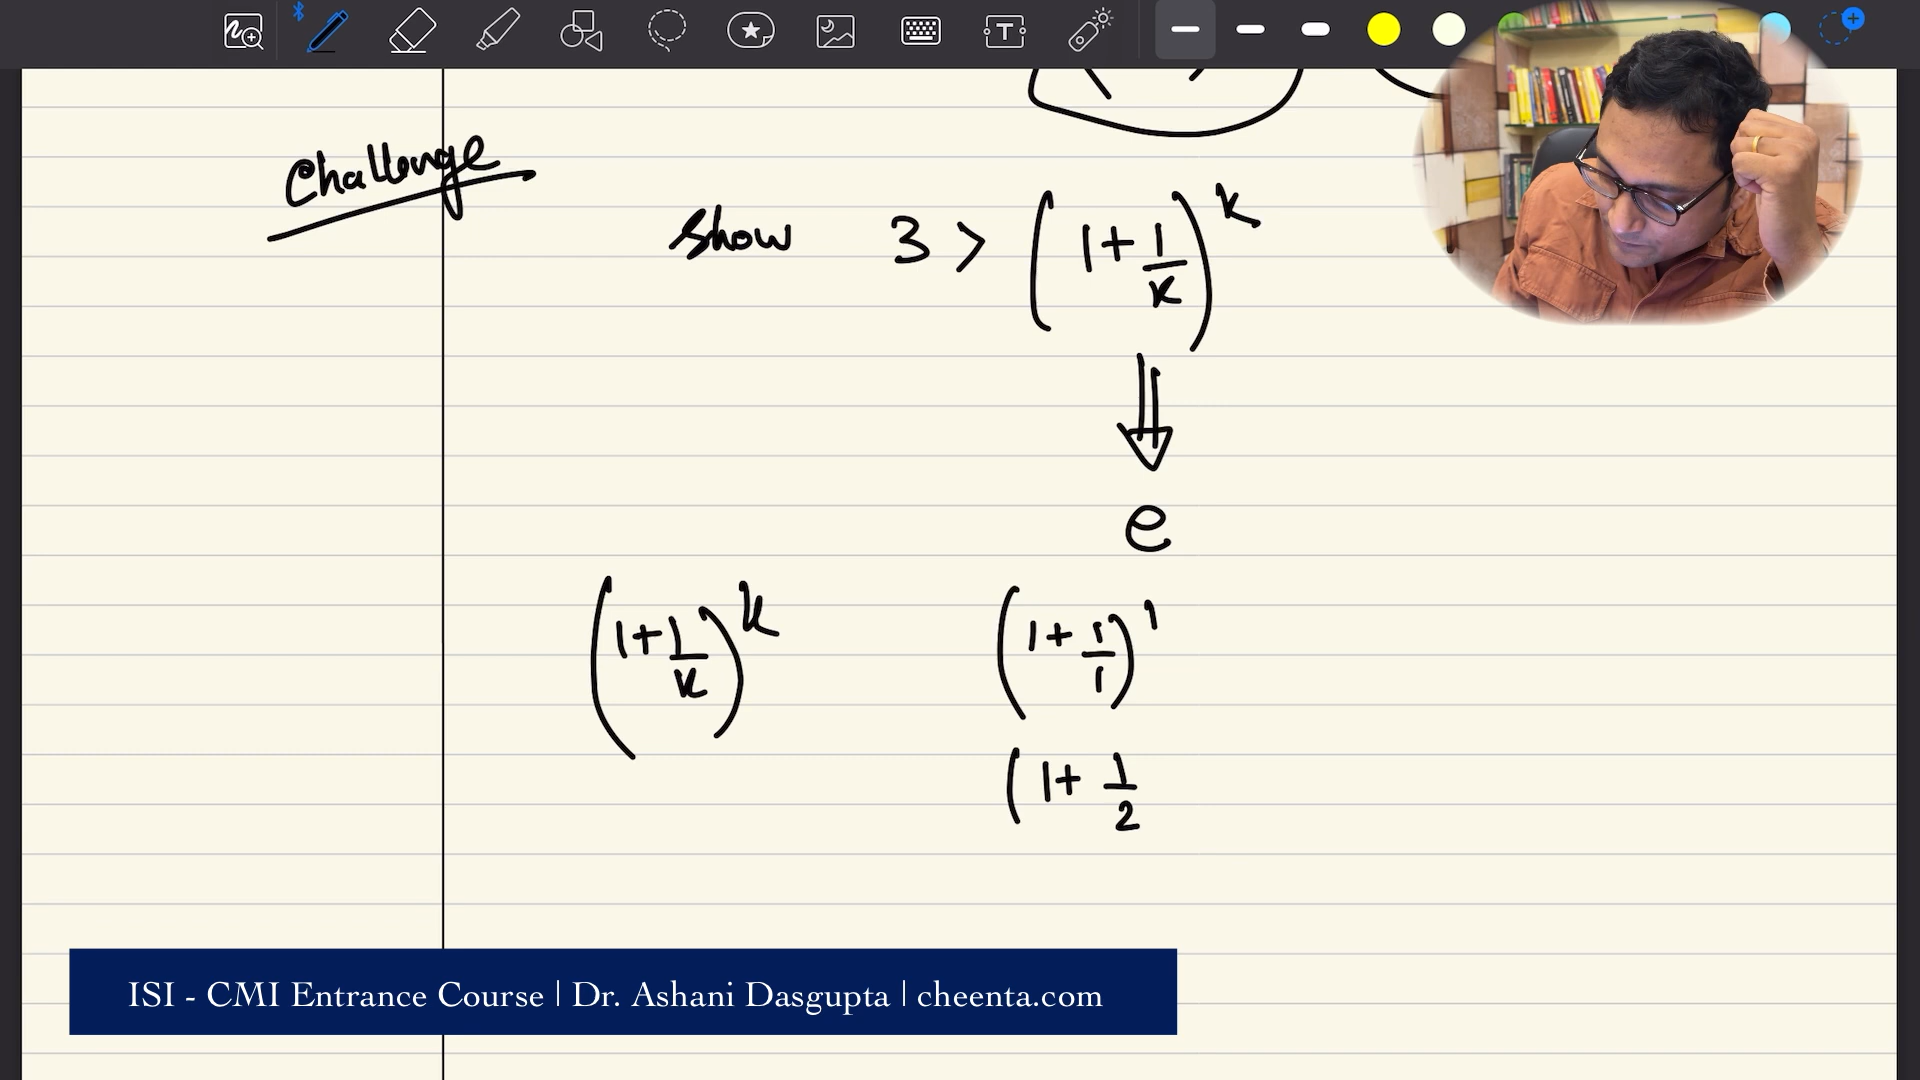 Challenge
Show 3 > (1 + 1/k)^k
⇓
e
(1 + 1/k)^k (1 + 1/1)^1
(1 + 1/2
ISI - CMI Entrance Course | Dr. Ashani Dasgupta | cheenta.com